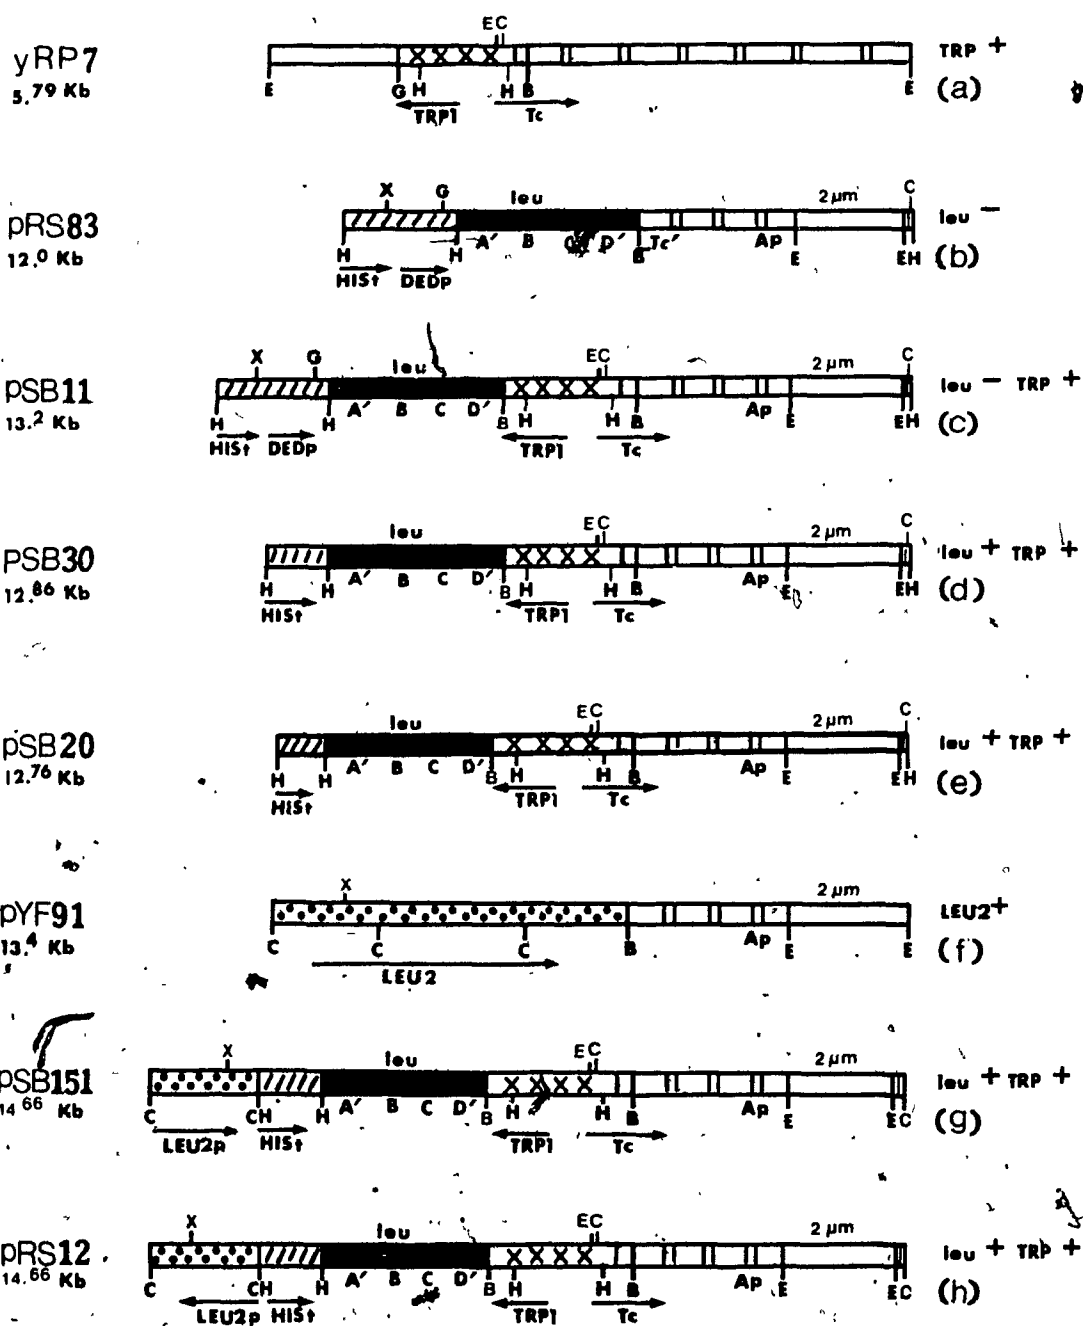 EC
yRP7 TRP +
5.79 Kb E G H H B E (a)
TRP1 Tc
X G leu 2 µm C
pRS83 leu −
12.0 Kb H H A' B D' B Tc' Ap E EH (b)
HISt DEDp
X G leu EC 2 µm C
pSB11 leu − TRP +
13.2 Kb H H A' B C D' B H H B Ap E EH (c)
HISt DEDp TRP1 Tc
leu EC 2 µm C
pSB30 leu + TRP +
12.86 Kb H H A' B C D' B H H B Ap E EH (d)
HISt TRP1 Tc
leu EC 2 µm C
pSB20 leu + TRP +
12.76 Kb H H A' B C D' B H H B Ap E EH (e)
HISt TRP1 Tc
X 2 µm
pYF91 LEU2+
13.4 Kb C C C B Ap E E (f)
LEU2
X leu EC 2 µm
pSB151 leu + TRP +
14.66 Kb C CH H A' B C D' B H H B Ap E EC (g)
LEU2p HISt TRP1 Tc
X leu EC 2 µm
pRS12 leu + TRP +
14.66 Kb C CH H A' B C D' B H H B Ap E EC (h)
LEU2p HISt TRP1 Tc